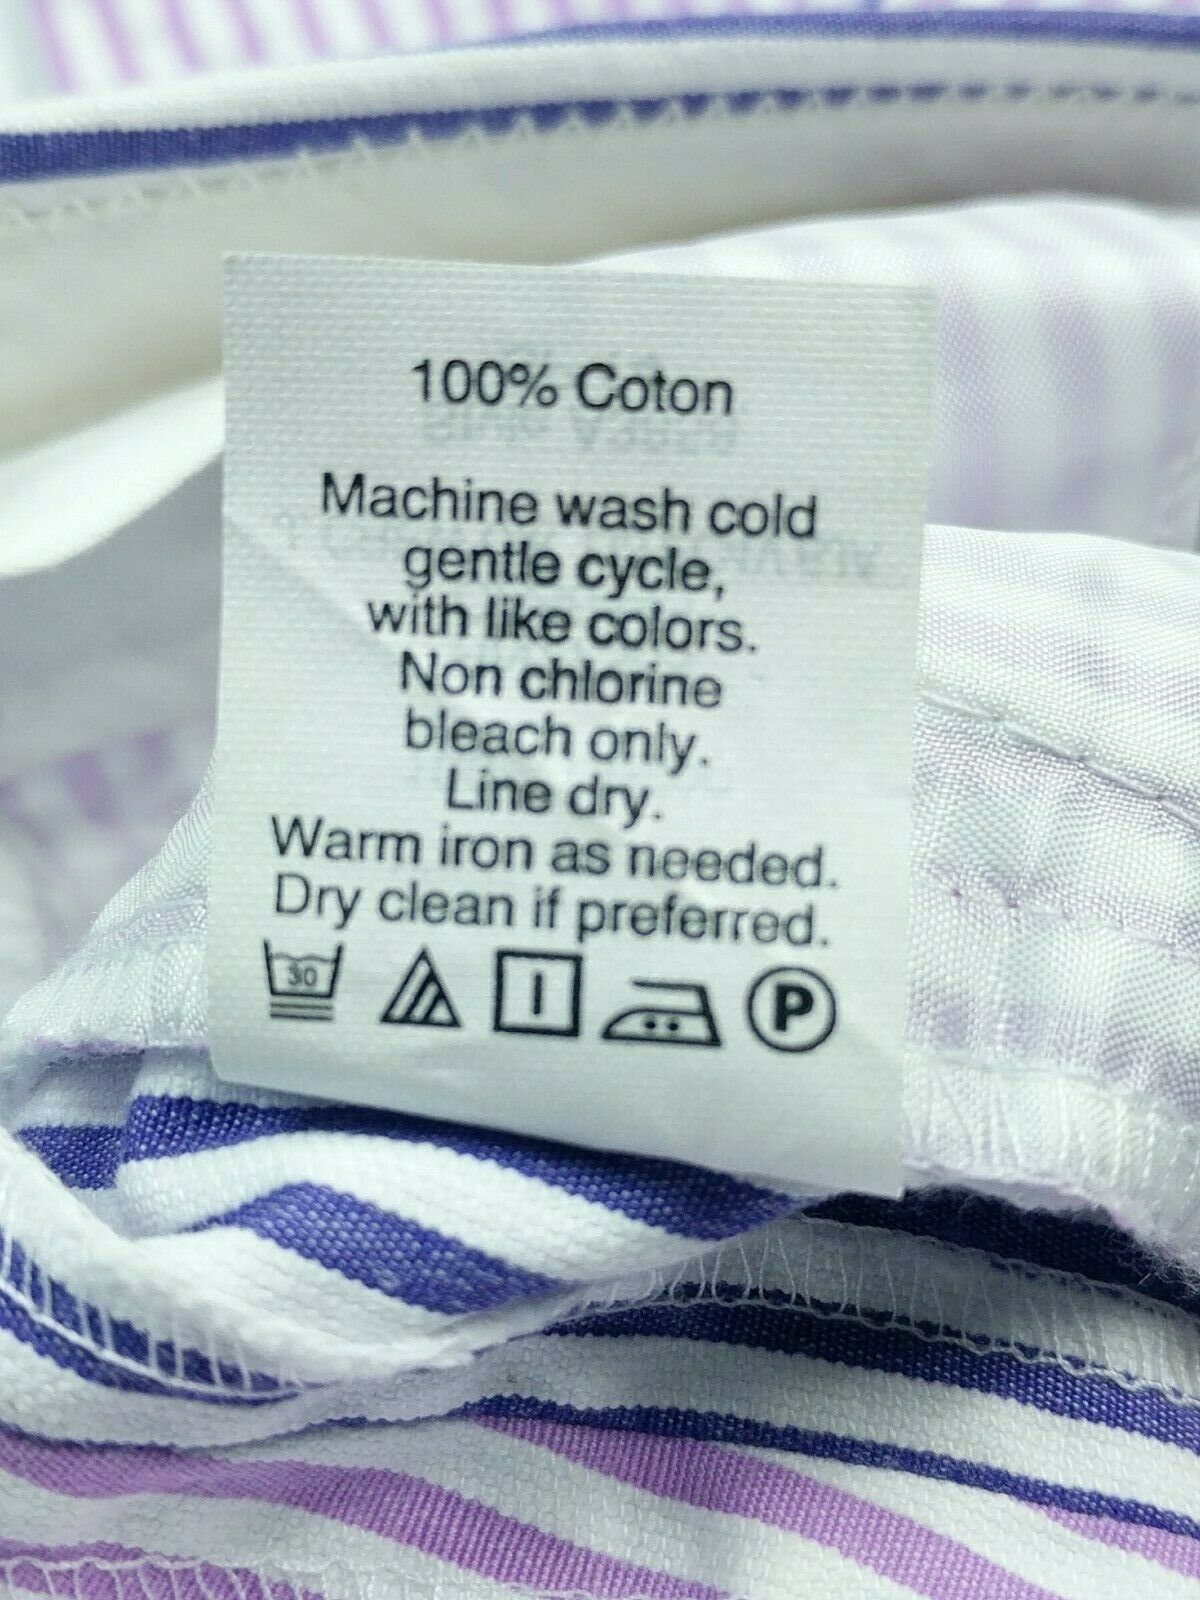 100% Coton
Machine wash cold
gentle cycle,
with like colors.
Non chlorine
bleach only.
Line dry.
Warm iron as needed.
Dry clean if preferred.
30 P